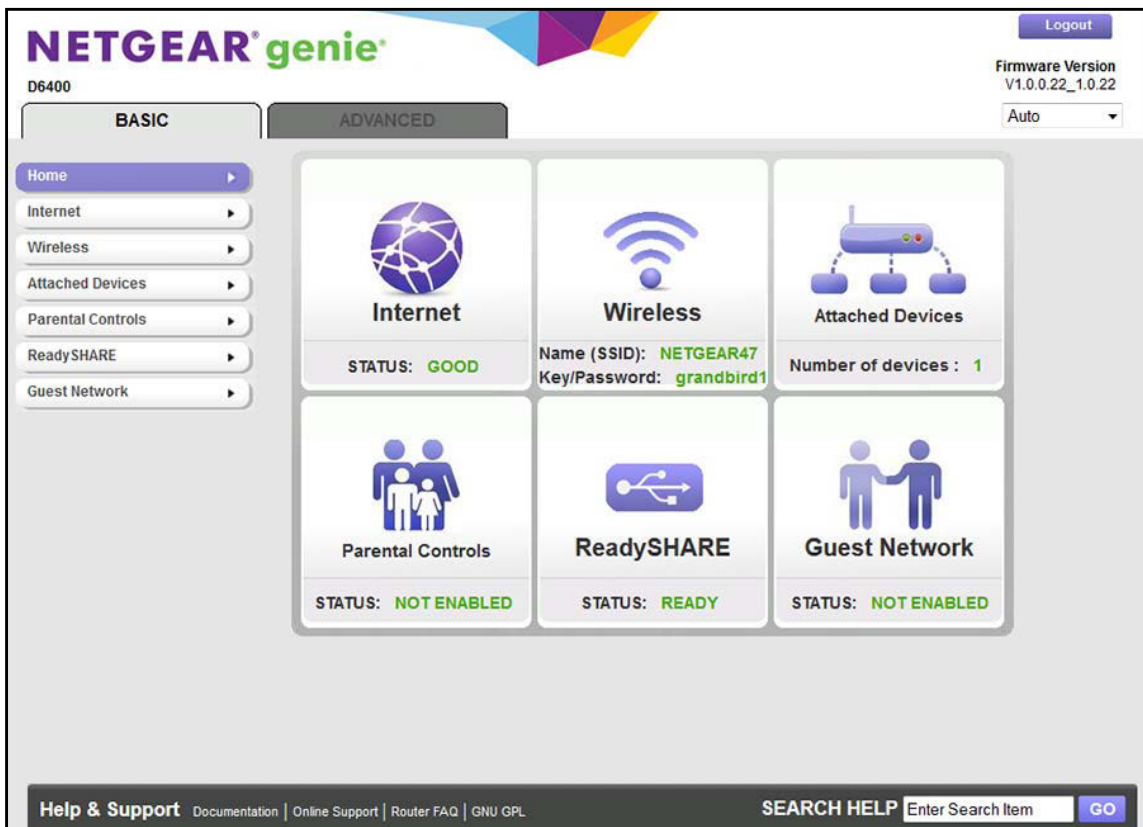 NETGEAR® genie®
Logout
Firmware Version
V1.0.0.22_1.0.22
D6400
Auto
BASIC
ADVANCED
Home
Internet
Wireless
Attached Devices
Parental Controls
ReadySHARE
Guest Network
Internet
STATUS: GOOD
Wireless
Name (SSID): NETGEAR47
Key/Password: grandbird1
Attached Devices
Number of devices : 1
Parental Controls
STATUS: NOT ENABLED
ReadySHARE
STATUS: READY
Guest Network
STATUS: NOT ENABLED
Help & Support Documentation | Online Support | Router FAQ | GNU GPL
SEARCH HELP Enter Search Item GO